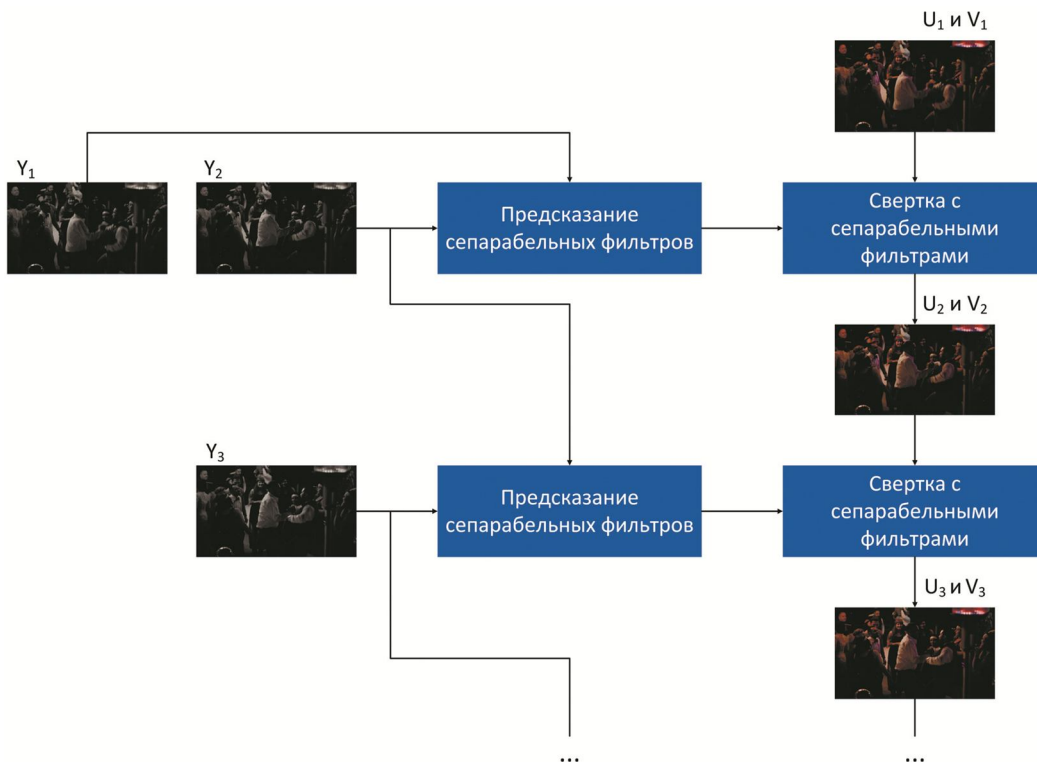 U₁ и V₁
Y₁
Y₂
Предсказание
сепарабельных фильтров
Свертка с
сепарабельными
фильтрами
U₂ и V₂
Y₃
Предсказание
сепарабельных фильтров
Свертка с
сепарабельными
фильтрами
U₃ и V₃
...
...